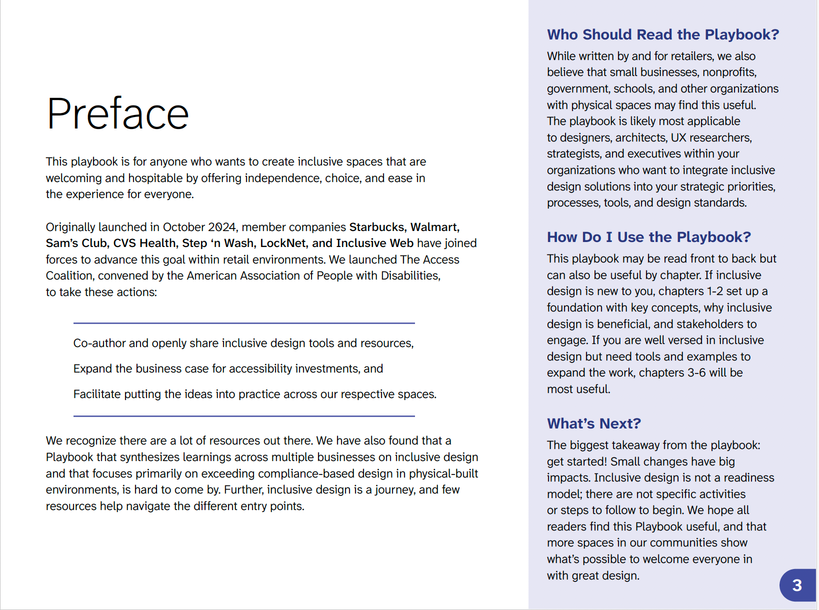 Preface
This playbook is for anyone who wants to create inclusive spaces that are
welcoming and hospitable by offering independence, choice, and ease in
the experience for everyone.
Originally launched in October 2024, member companies Starbucks, Walmart,
Sam's Club, CVS Health, Step 'n Wash, LockNet, and Inclusive Web have joined
forces to advance this goal within retail environments. We launched The Access
Coalition, convened by the American Association of People with Disabilities,
to take these actions:
Co-author and openly share inclusive design tools and resources,
Expand the business case for accessibility investments, and
Facilitate putting the ideas into practice across our respective spaces.
We recognize there are a lot of resources out there. We have also found that a
Playbook that synthesizes learnings across multiple businesses on inclusive design
and that focuses primarily on exceeding compliance-based design in physical-built
environments, is hard to come by. Further, inclusive design is a journey, and few
resources help navigate the different entry points.
Who Should Read the Playbook?
While written by and for retailers, we also
believe that small businesses, nonprofits,
government, schools, and other organizations
with physical spaces may find this useful.
The playbook is likely most applicable
to designers, architects, UX researchers,
strategists, and executives within your
organizations who want to integrate inclusive
design solutions into your strategic priorities,
processes, tools, and design standards.
How Do I Use the Playbook?
This playbook may be read front to back but
can also be useful by chapter. If inclusive
design is new to you, chapters 1-2 set up a
foundation with key concepts, why inclusive
design is beneficial, and stakeholders to
engage. If you are well versed in inclusive
design but need tools and examples to
expand the work, chapters 3-6 will be
most useful.
What's Next?
The biggest takeaway from the playbook:
get started! Small changes have big
impacts. Inclusive design is not a readiness
model; there are not specific activities
or steps to follow to begin. We hope all
readers find this Playbook useful, and that
more spaces in our communities show
what's possible to welcome everyone in
with great design.
3